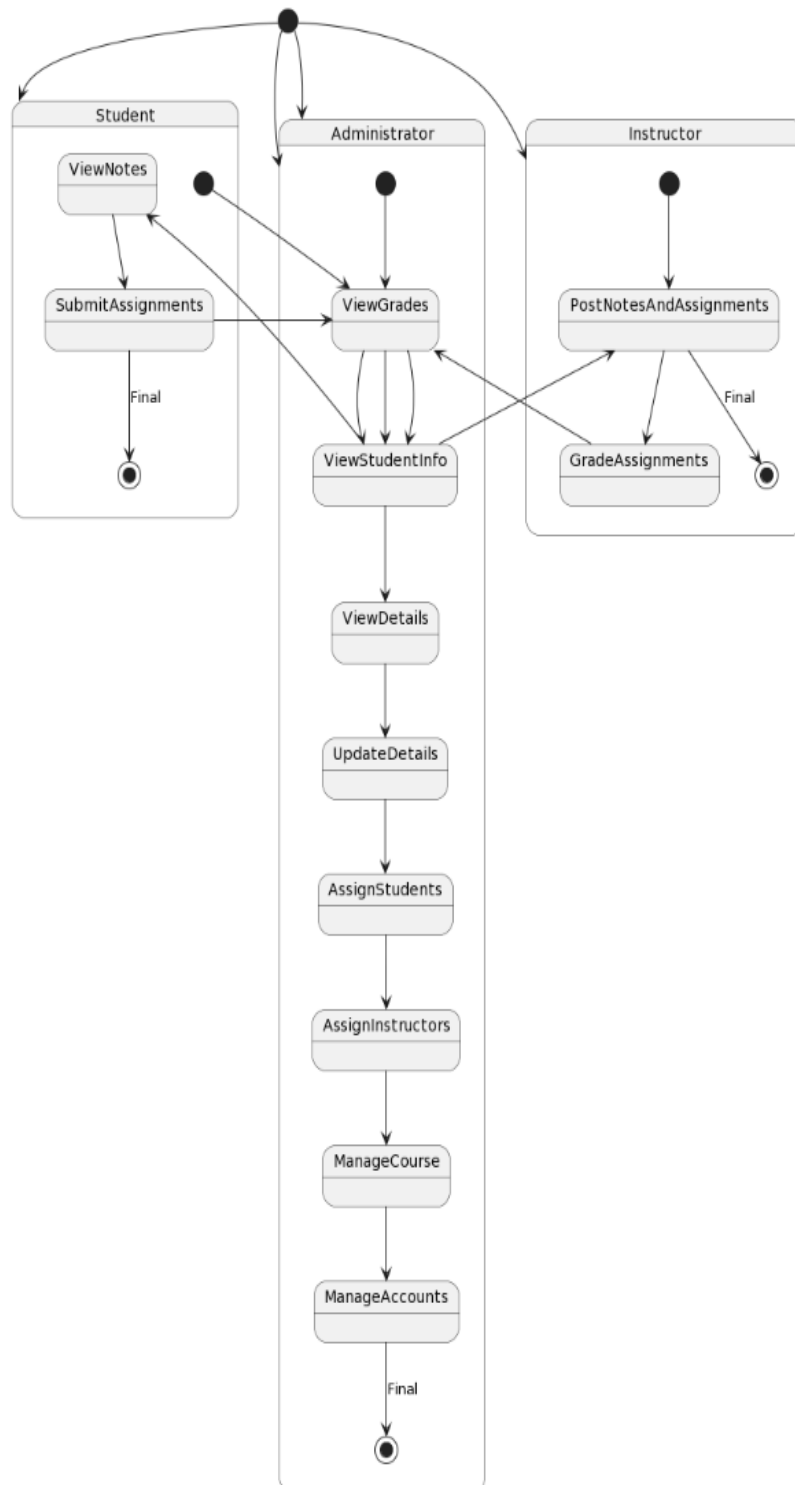 Student
Administrator
Instructor
ViewNotes
SubmitAssignments
ViewGrades
PostNotesAndAssignments
Final
Final
ViewStudentInfo
GradeAssignments
ViewDetails
UpdateDetails
AssignStudents
AssignInstructors
ManageCourse
ManageAccounts
Final